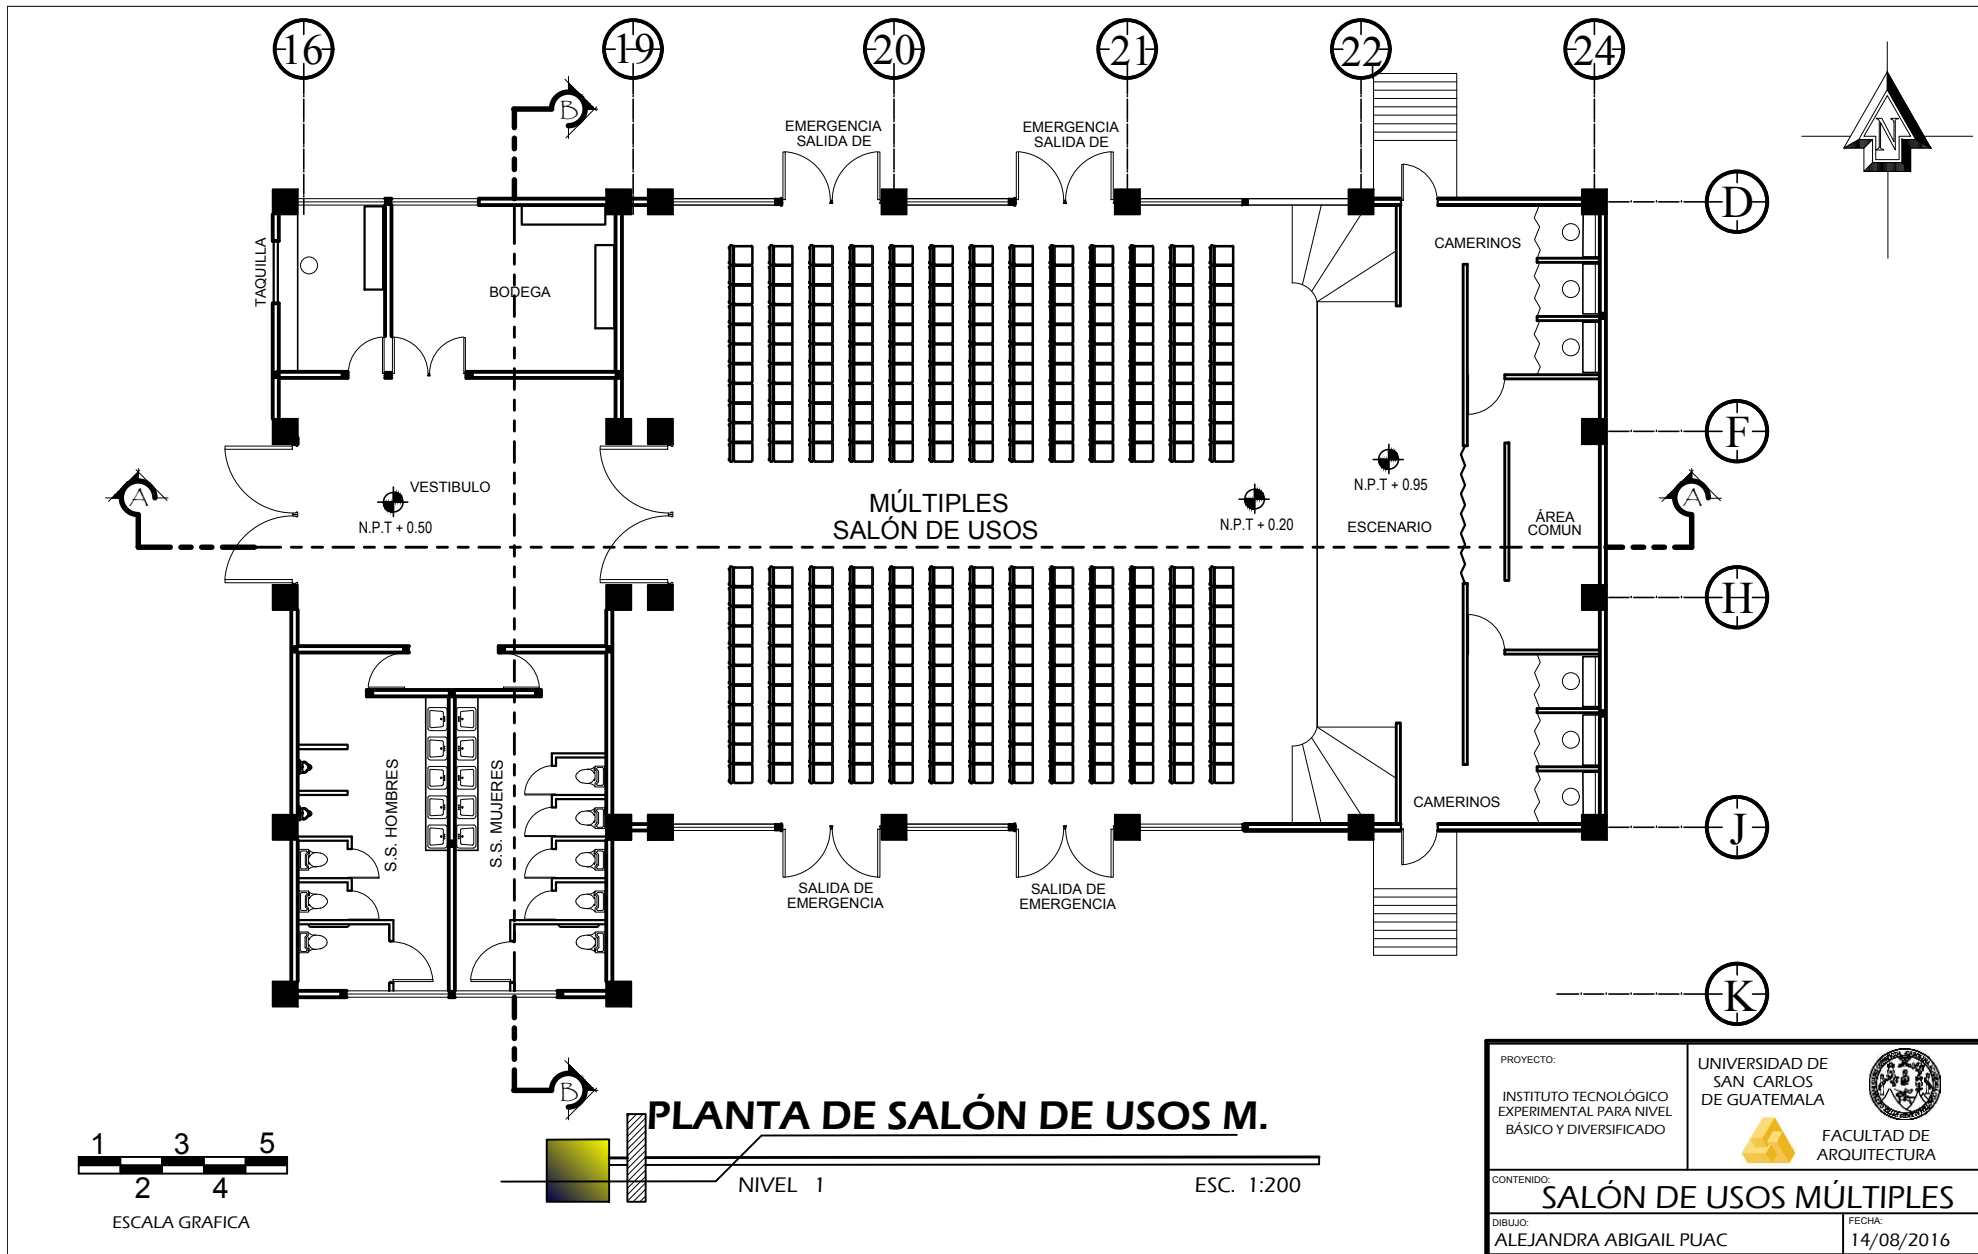 16
19
20
21
22
24
B
N
EMERGENCIA
SALIDA DE
EMERGENCIA
SALIDA DE
D
TAQUILLA
BODEGA
CAMERINOS
F
A
VESTIBULO
N.P.T + 0.50
MÚLTIPLES
SALÓN DE USOS
N.P.T + 0.20
N.P.T + 0.95
ESCENARIO
ÁREA
COMUN
A
H
S.S. HOMBRES
S.S. MUJERES
CAMERINOS
J
SALIDA DE
EMERGENCIA
SALIDA DE
EMERGENCIA
K
B
PLANTA DE SALÓN DE USOS M.
NIVEL 1
ESC. 1:200
1 3 5
2 4
ESCALA GRAFICA
PROYECTO:
INSTITUTO TECNOLÓGICO
EXPERIMENTAL PARA NIVEL
BÁSICO Y DIVERSIFICADO
UNIVERSIDAD DE
SAN CARLOS
DE GUATEMALA
FACULTAD DE
ARQUITECTURA
CONTENIDO:
SALÓN DE USOS MÚLTIPLES
DIBUJO:
ALEJANDRA ABIGAIL PUAC
FECHA:
14/08/2016